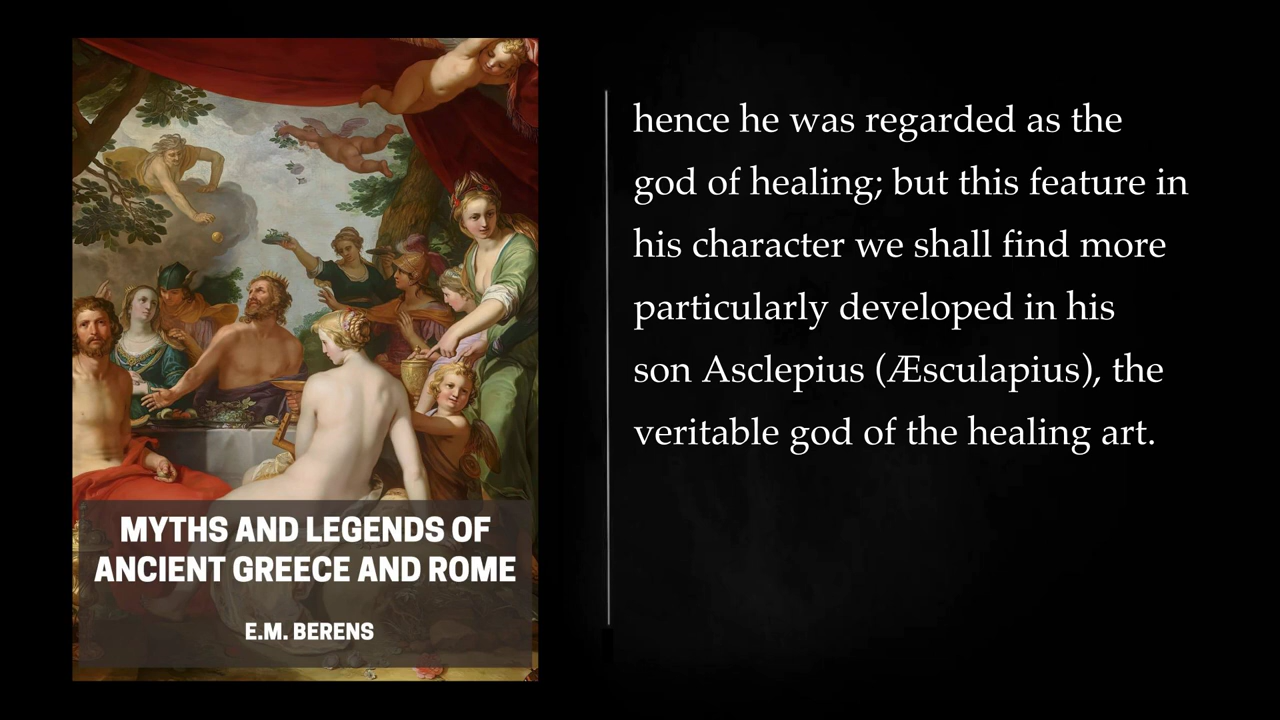 MYTHS AND LEGENDS OF
ANCIENT GREECE AND ROME
E.M. BERENS
hence he was regarded as the
god of healing; but this feature in
his character we shall find more
particularly developed in his
son Asclepius (Æsculapius), the
veritable god of the healing art.